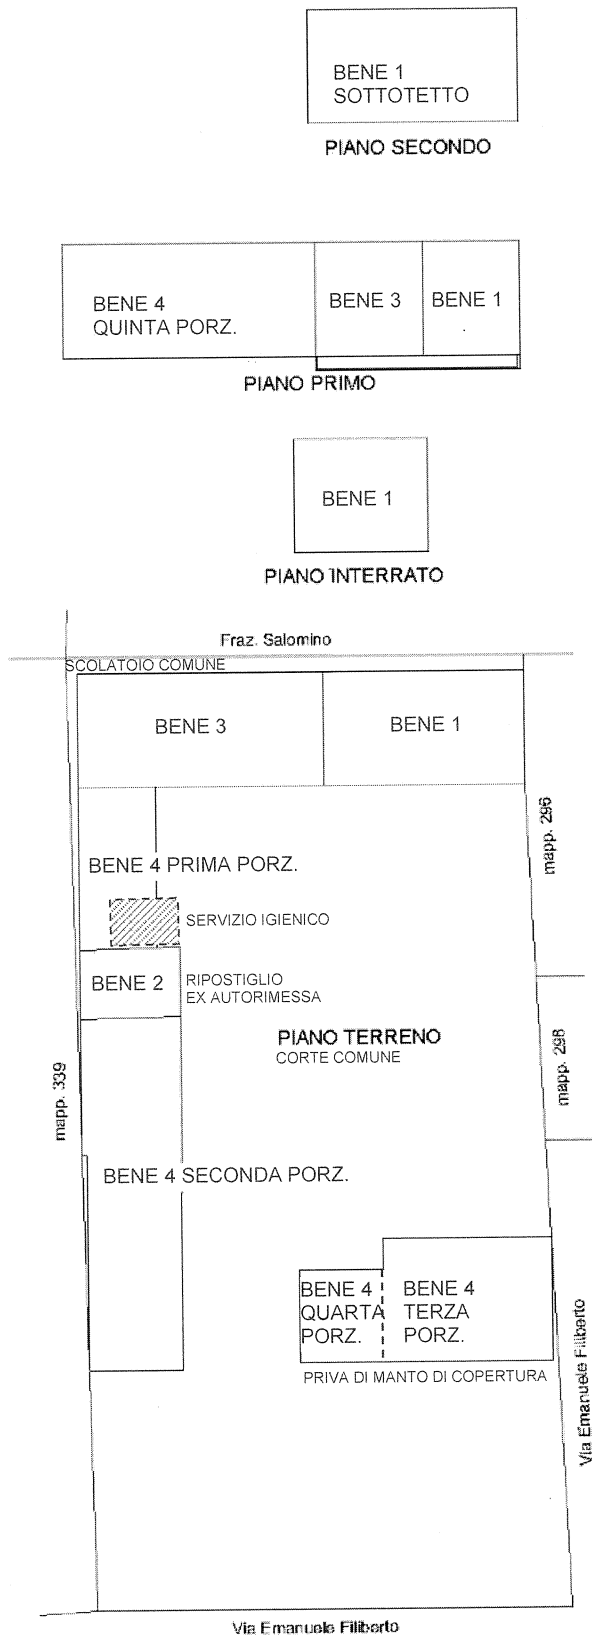 BENE 1
SOTTOTETTO
PIANO SECONDO
BENE 4
QUINTA PORZ.
BENE 3
BENE 1
PIANO PRIMO
BENE 1
PIANO INTERRATO
Fraz. Salomino
SCOLATOIO COMUNE
BENE 3
BENE 1
mapp. 296
BENE 4 PRIMA PORZ.
SERVIZIO IGIENICO
BENE 2
RIPOSTIGLIO
EX AUTORIMESSA
PIANO TERRENO
CORTE COMUNE
mapp. 298
mapp. 339
BENE 4 SECONDA PORZ.
BENE 4
QUARTA
PORZ.
BENE 4
TERZA
PORZ.
PRIVA DI MANTO DI COPERTURA
Via Emanuele Filiberto
Via Emanuele Filiberto